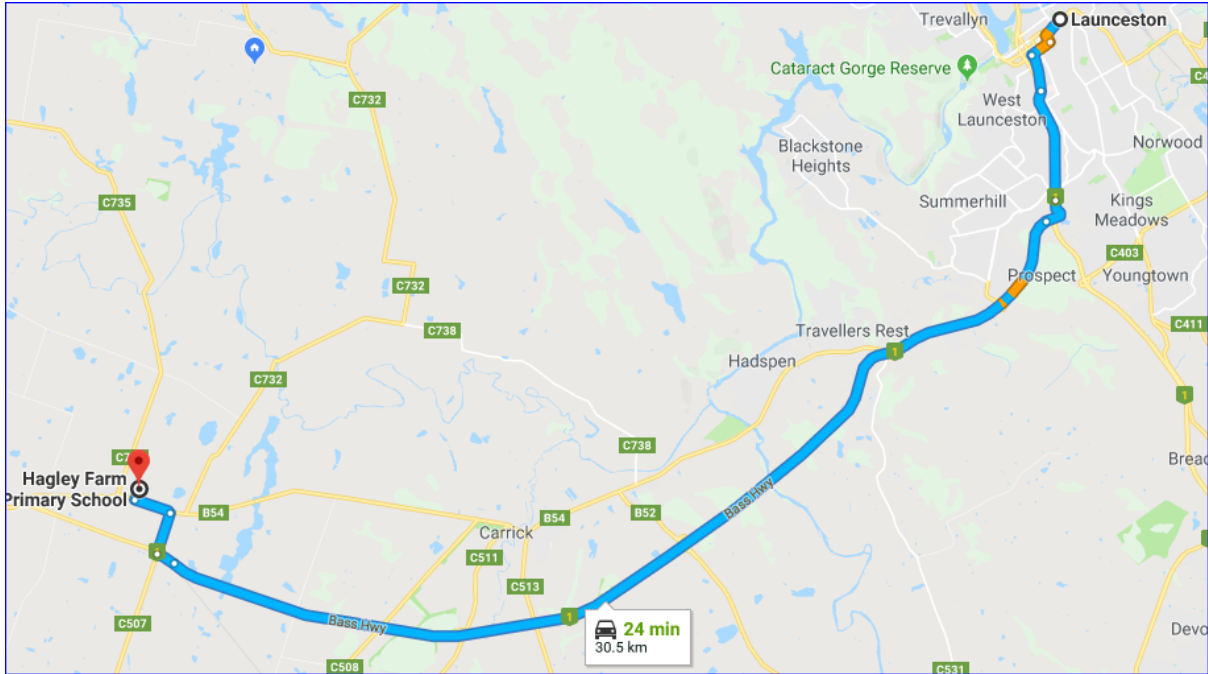 Trevallyn
Launceston
C732
Cataract Gorge Reserve
West
Launceston
Norwood
Blackstone
Heights
C735
Summerhill
1
Kings
Meadows
C403
C732
Prospect
Youngtown
C738
Travellers Rest
1
C411
Hadspen
C732
1
C738
Hagley Farm
Primary School
B54
B54
B52
Bass Hwy
Carrick
C511
C513
1
C507
Bass Hwy
24 min
30.5 km
C508
C531